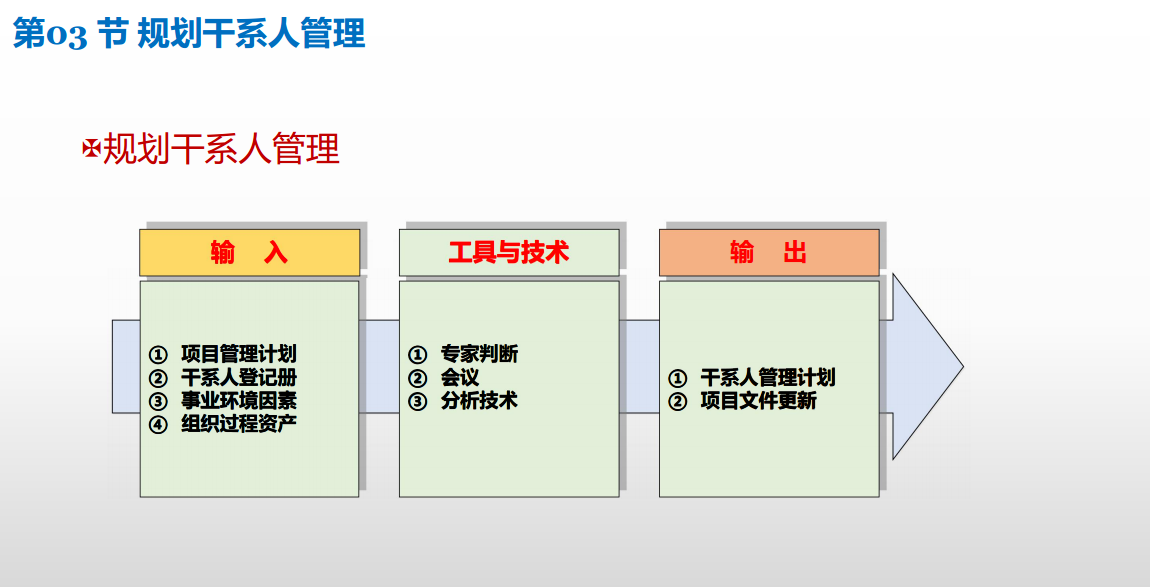 第03 节 规划干系人管理
✠规划干系人管理
输 入
① 项目管理计划
② 干系人登记册
③ 事业环境因素
④ 组织过程资产
工具与技术
① 专家判断
② 会议
③ 分析技术
输 出
① 干系人管理计划
② 项目文件更新